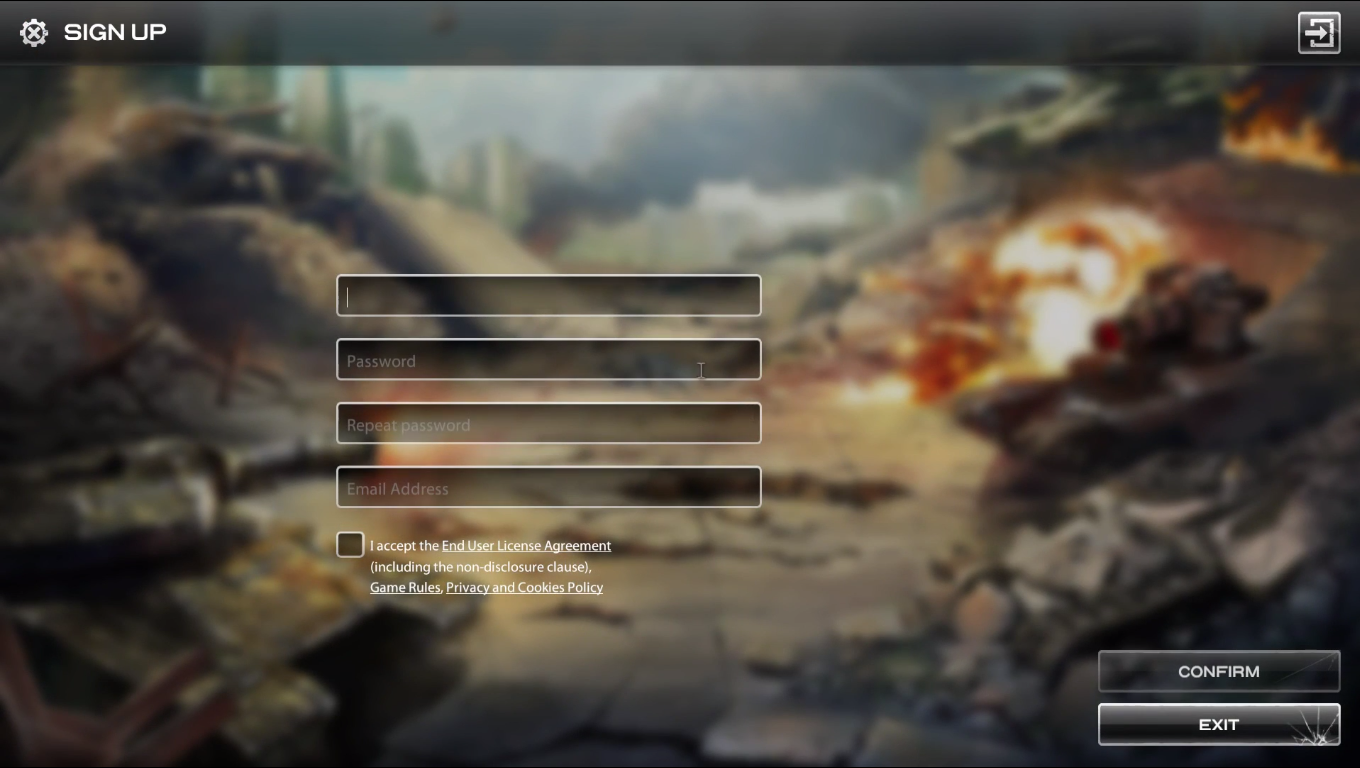 SIGN UP
Password
Repeat password
Email Address
I accept the End User License Agreement
(including the non-disclosure clause),
Game Rules, Privacy and Cookies Policy
CONFIRM
EXIT